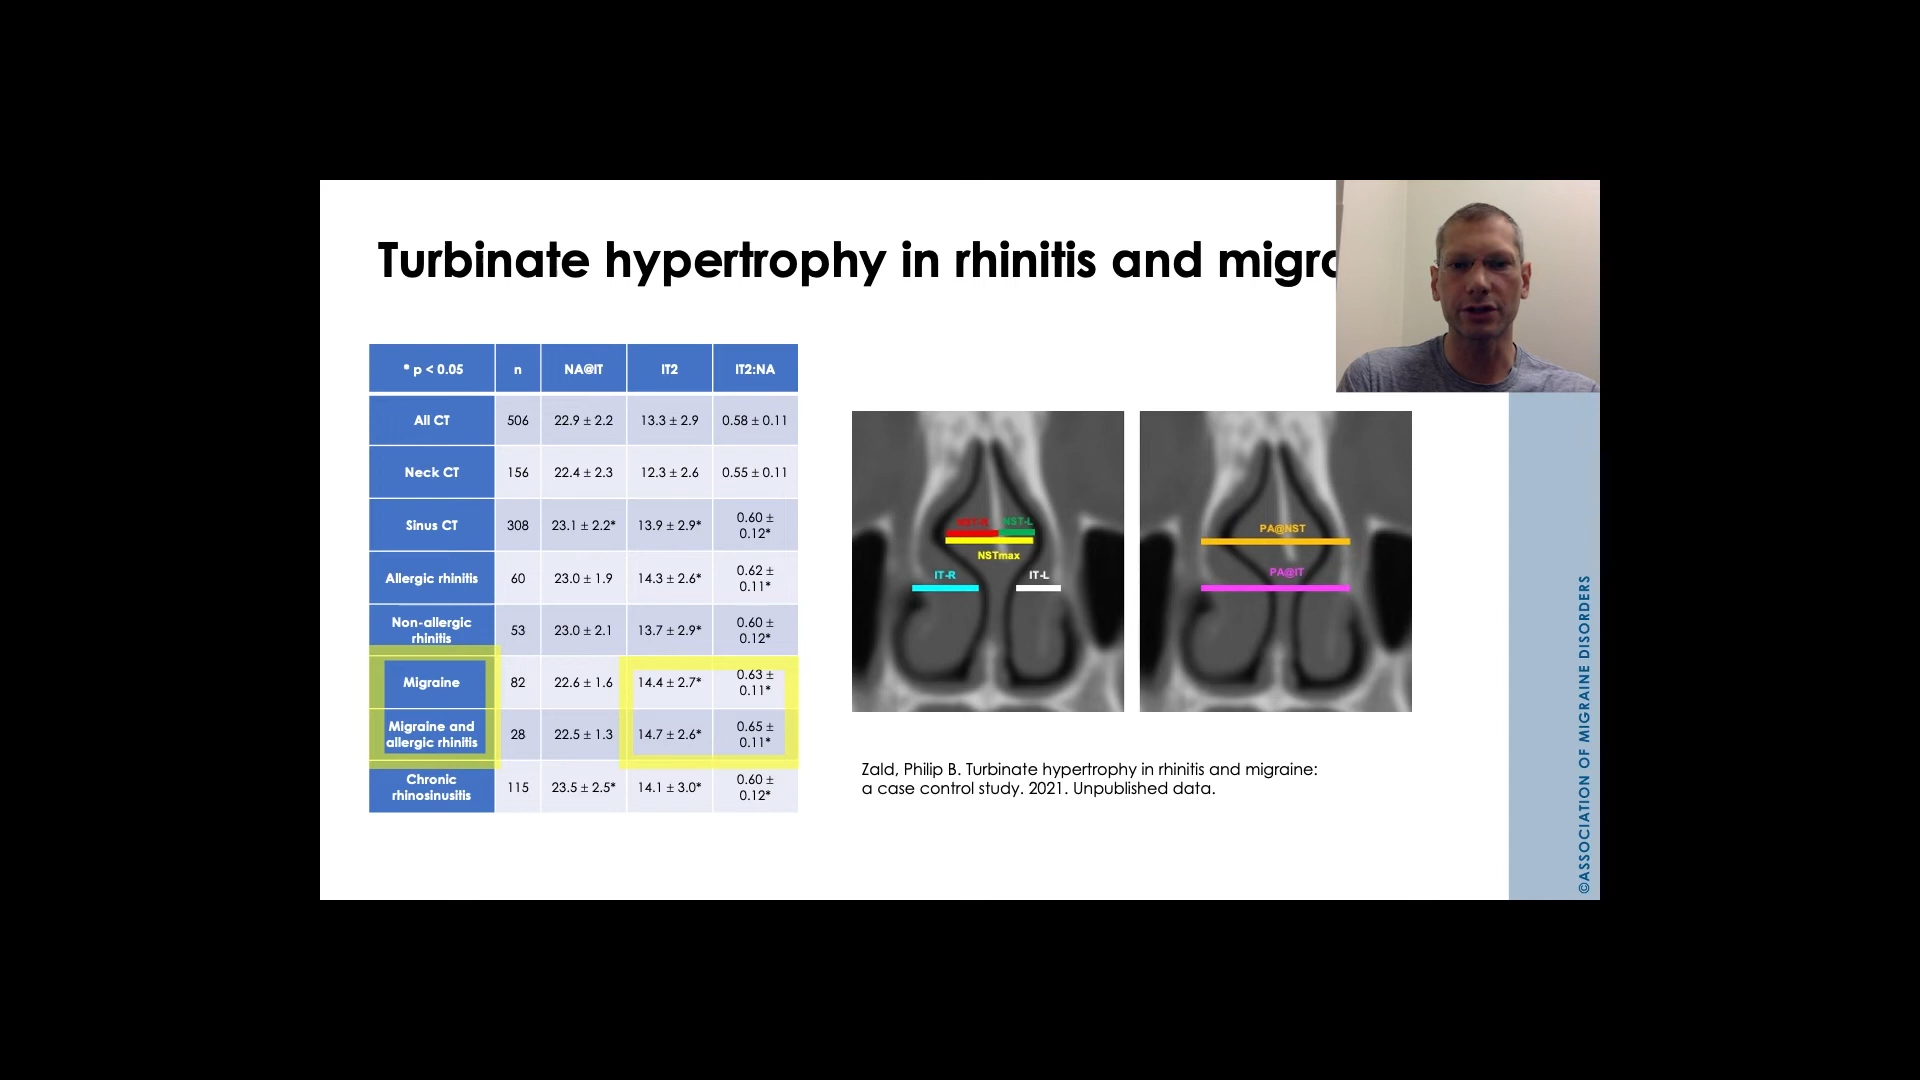 Turbinate hypertrophy in rhinitis and migra
* p < 0.05 n NA@IT IT2 IT2:NA
All CT 506 22.9 ± 2.2 13.3 ± 2.9 0.58 ± 0.11
Neck CT 156 22.4 ± 2.3 12.3 ± 2.6 0.55 ± 0.11
Sinus CT 308 23.1 ± 2.2* 13.9 ± 2.9* 0.60 ±
0.12*
Allergic rhinitis 60 23.0 ± 1.9 14.3 ± 2.6* 0.62 ±
0.11*
Non-allergic
rhinitis 53 23.0 ± 2.1 13.7 ± 2.9* 0.60 ±
0.12*
Migraine 82 22.6 ± 1.6 14.4 ± 2.7* 0.63 ±
0.11*
Migraine and
allergic rhinitis 28 22.5 ± 1.3 14.7 ± 2.6* 0.65 ±
0.11*
Chronic
rhinosinusitis 115 23.5 ± 2.5* 14.1 ± 3.0* 0.60 ±
0.12*
NST-R NST-L
NSTmax
IT-R IT-L
PA@NST
PA@IT
Zald, Philip B. Turbinate hypertrophy in rhinitis and migraine:
a case control study. 2021. Unpublished data.
©ASSOCIATION OF MIGRAINE DISORDERS